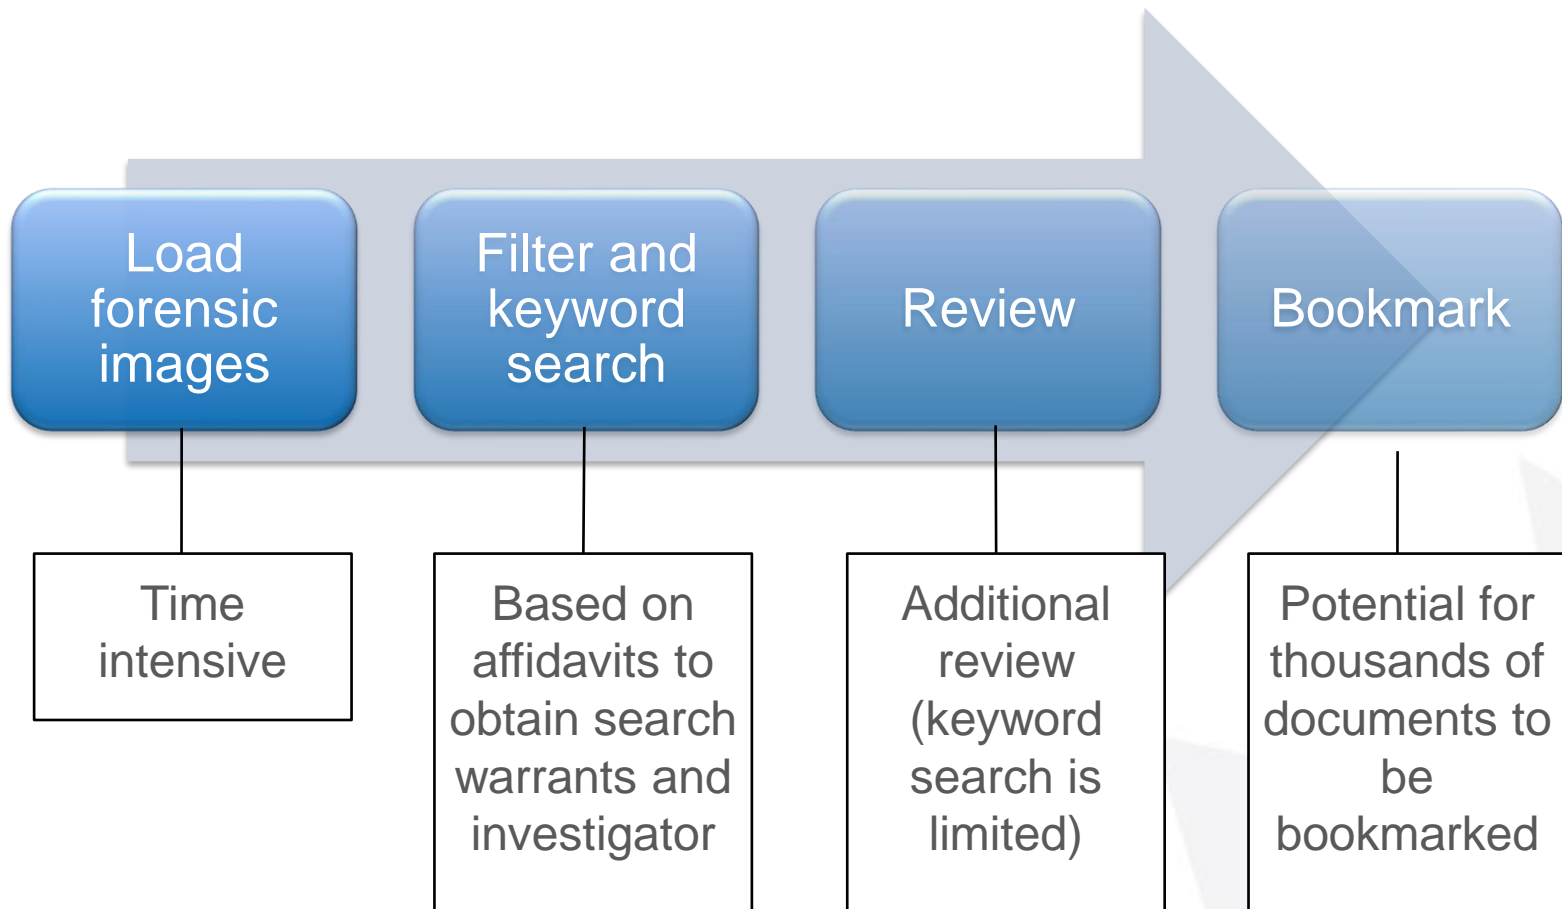 Load
forensic
images
Filter and
keyword
search
Review
Bookmark
Time
intensive
Based on
affidavits to
obtain search
warrants and
investigator
Additional
review
(keyword
search is
limited)
Potential for
thousands of
documents to
be
bookmarked